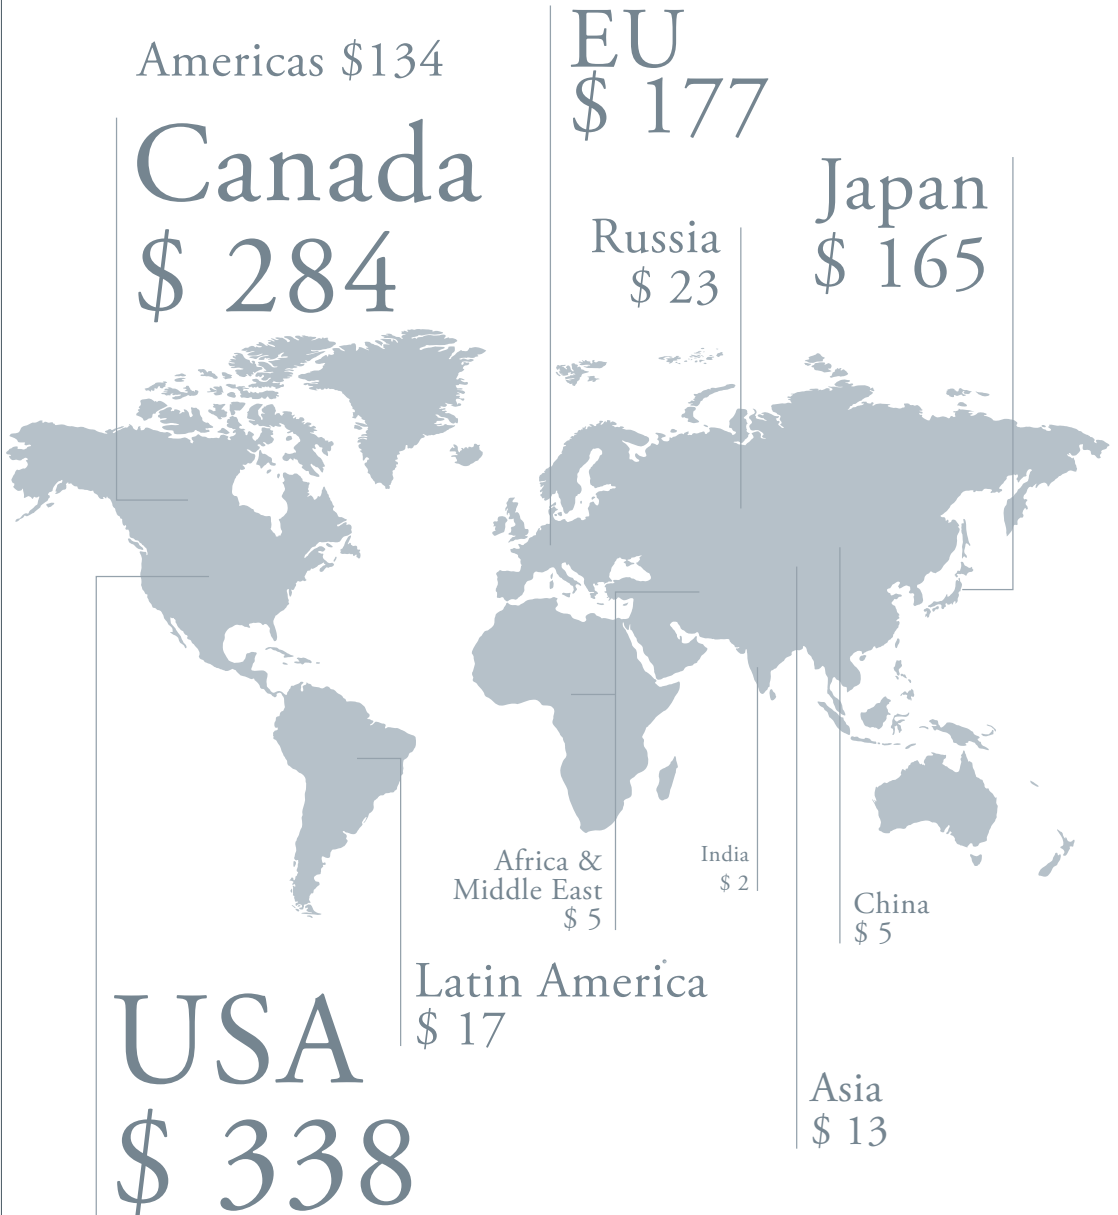 Americas $134
Canada
$ 284
EU
$ 177
Russia
$ 23
Japan
$ 165
Africa &
Middle East
$ 5
India
$ 2
China
$ 5
Latin America
$ 17
USA
$ 338
Asia
$ 13